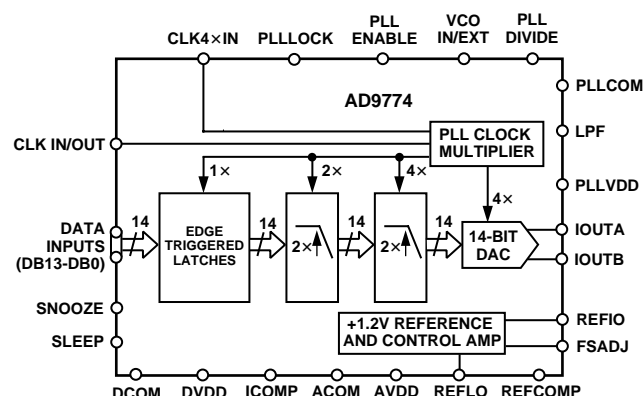 CLK4×IN
PLLLOCK
PLL
ENABLE
VCO
IN/EXT
PLL
DIVIDE
AD9774
PLLCOM
CLK IN/OUT
PLL CLOCK
MULTIPLIER
LPF
1×
2×
4×
PLLVDD
4×
DATA
INPUTS
(DB13-DB0)
14
EDGE
TRIGGERED
LATCHES
14
2×
14
2×
14
14-BIT
DAC
IOUTA
IOUTB
SNOOZE
SLEEP
+1.2V REFERENCE
AND CONTROL AMP
REFIO
FSADJ
DCOM
DVDD
ICOMP
ACOM
AVDD
REFLO
REFCOMP